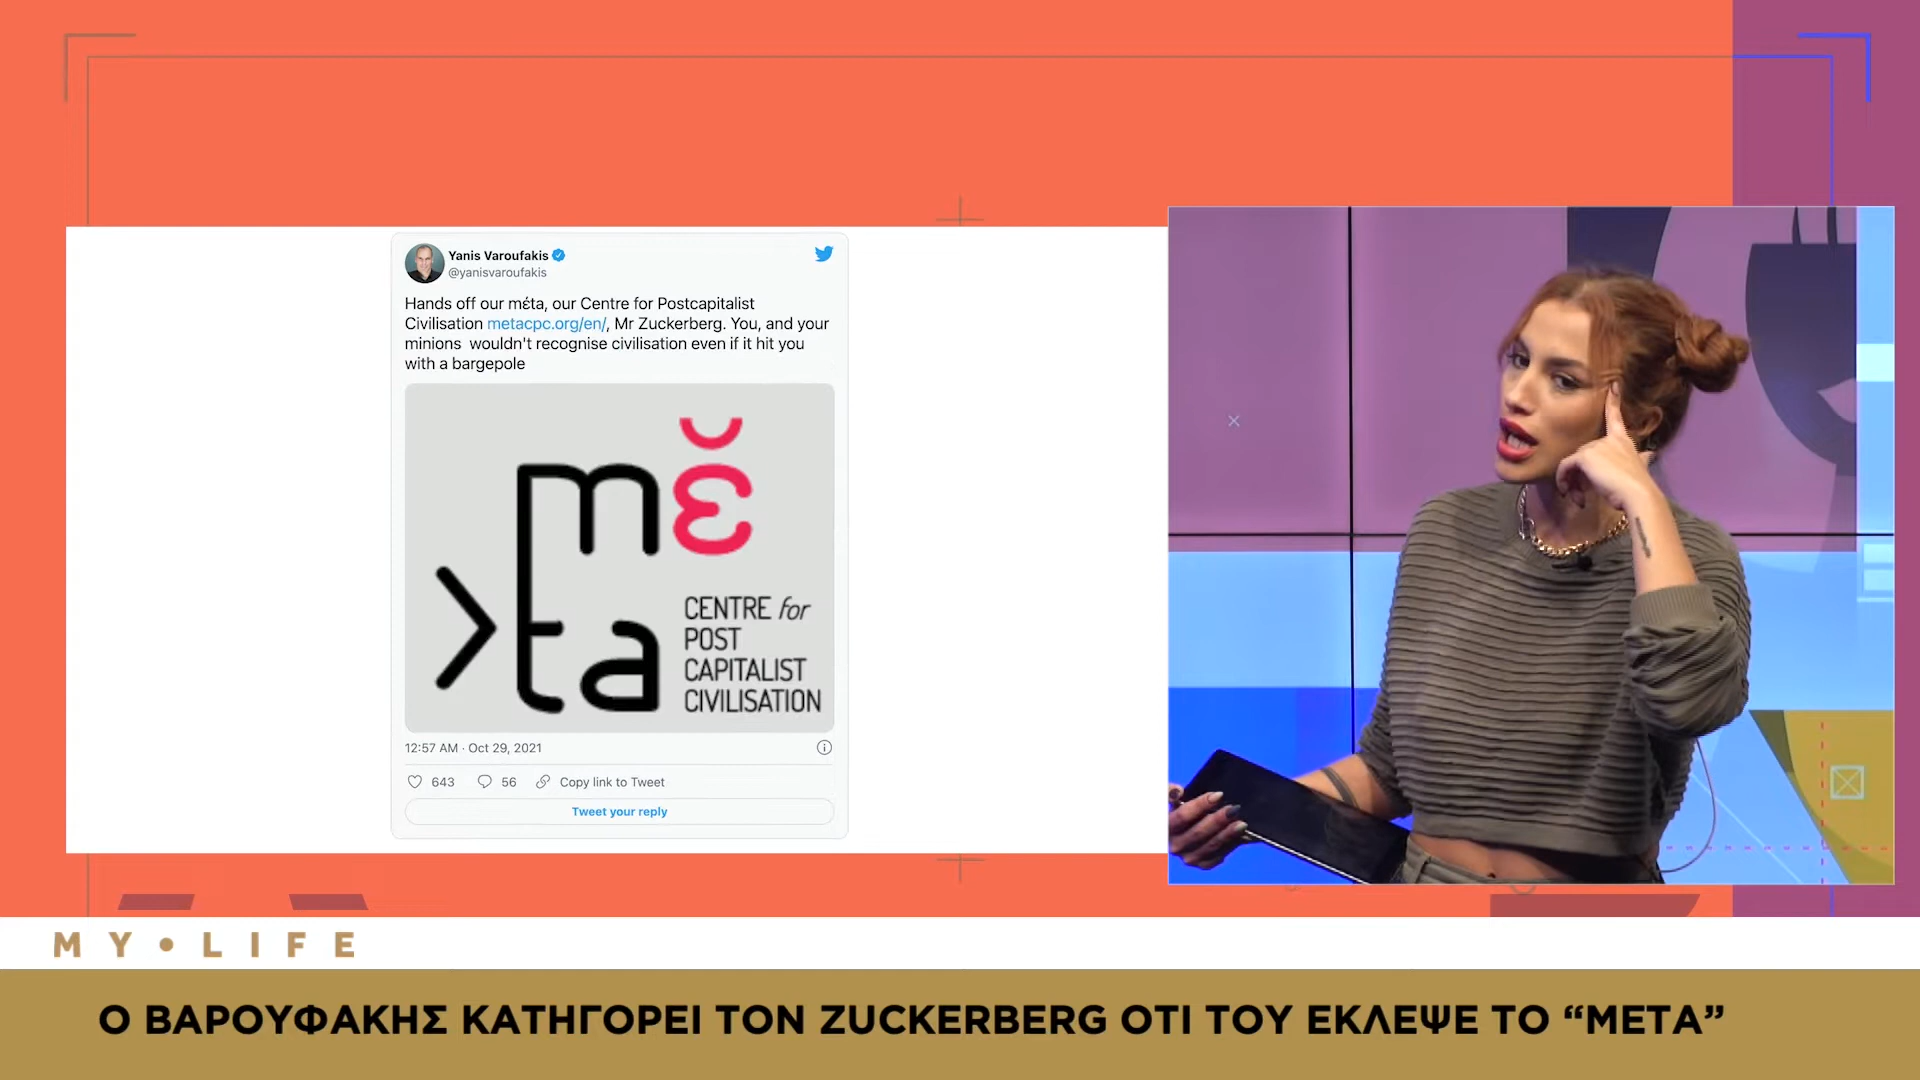 Yanis Varoufakis
@yanisvaroufakis
Hands off our méta, our Centre for Postcapitalist
Civilisation metacpc.org/en/, Mr Zuckerberg. You, and your
minions wouldn't recognise civilisation even if it hit you
with a bargepole
mε̆
>ta
CENTRE for
POST
CAPITALIST
CIVILISATION
12:57 AM · Oct 29, 2021
643 56 Copy link to Tweet
Tweet your reply
MY•LIFE
Ο ΒΑΡΟΥΦΑΚΗΣ ΚΑΤΗΓΟΡΕΙ ΤΟΝ ZUCKERBERG ΟΤΙ ΤΟΥ ΕΚΛΕΨΕ ΤΟ “ΜΕΤΑ”